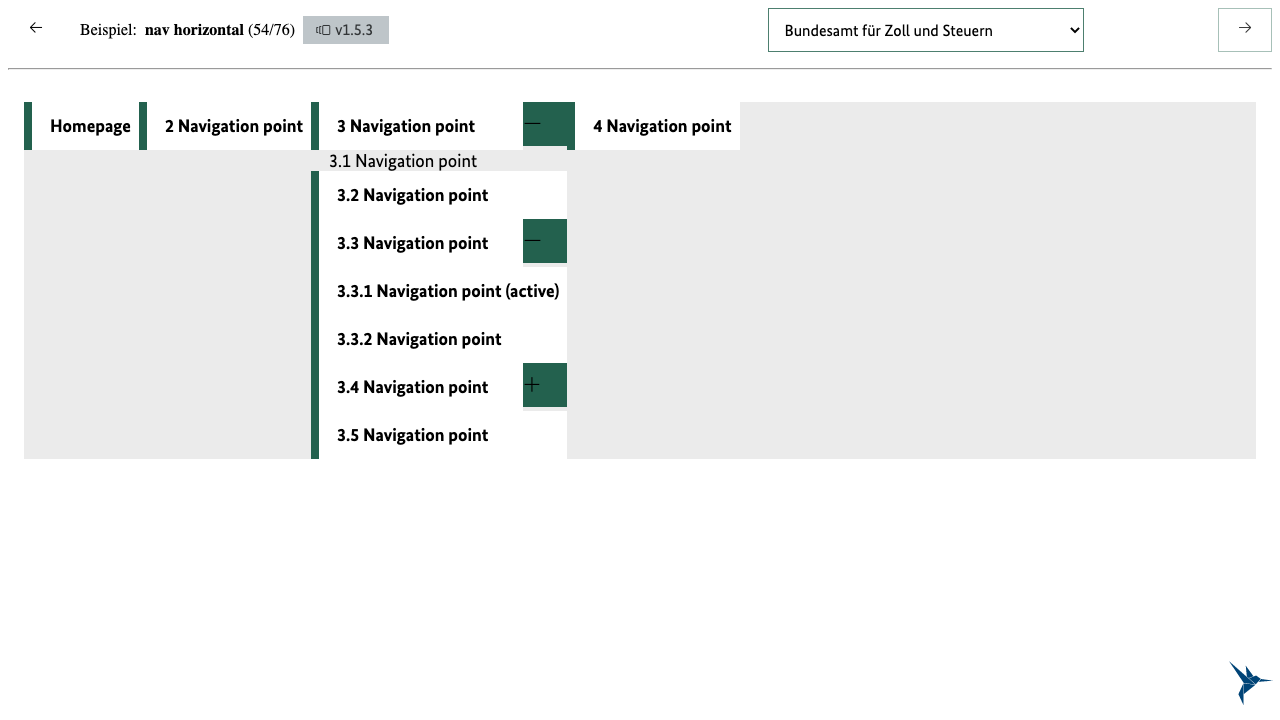 Beispiel: nav horizontal (54/76) v1.5.3 Bundesamt für Zoll und Steuern
Homepage 2 Navigation point 3 Navigation point 4 Navigation point
3.1 Navigation point
3.2 Navigation point
3.3 Navigation point
3.3.1 Navigation point (active)
3.3.2 Navigation point
3.4 Navigation point
3.5 Navigation point